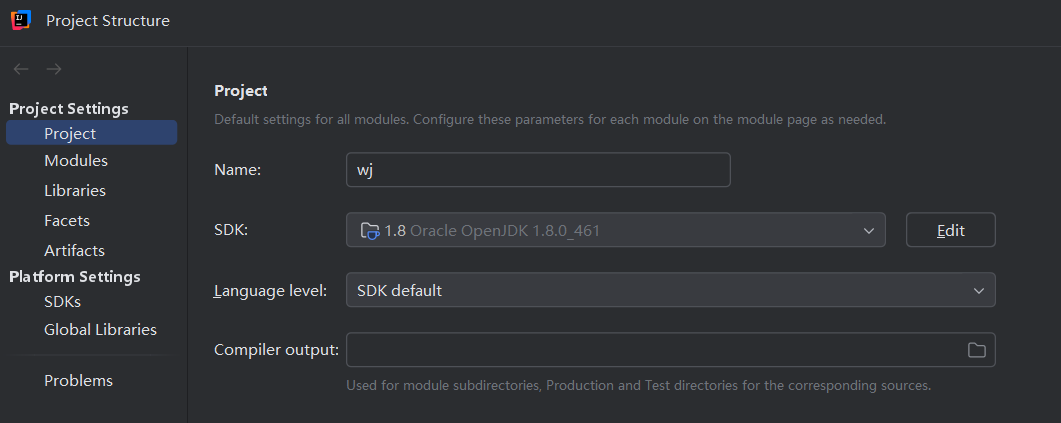 Project Structure
Project Settings
Project
Modules
Libraries
Facets
Artifacts
Platform Settings
SDKs
Global Libraries
Problems
Project
Default settings for all modules. Configure these parameters for each module on the module page as needed.
Name: wj
SDK: 1.8 Oracle OpenJDK 1.8.0_461 Edit
Language level: SDK default
Compiler output:
Used for module subdirectories, Production and Test directories for the corresponding sources.